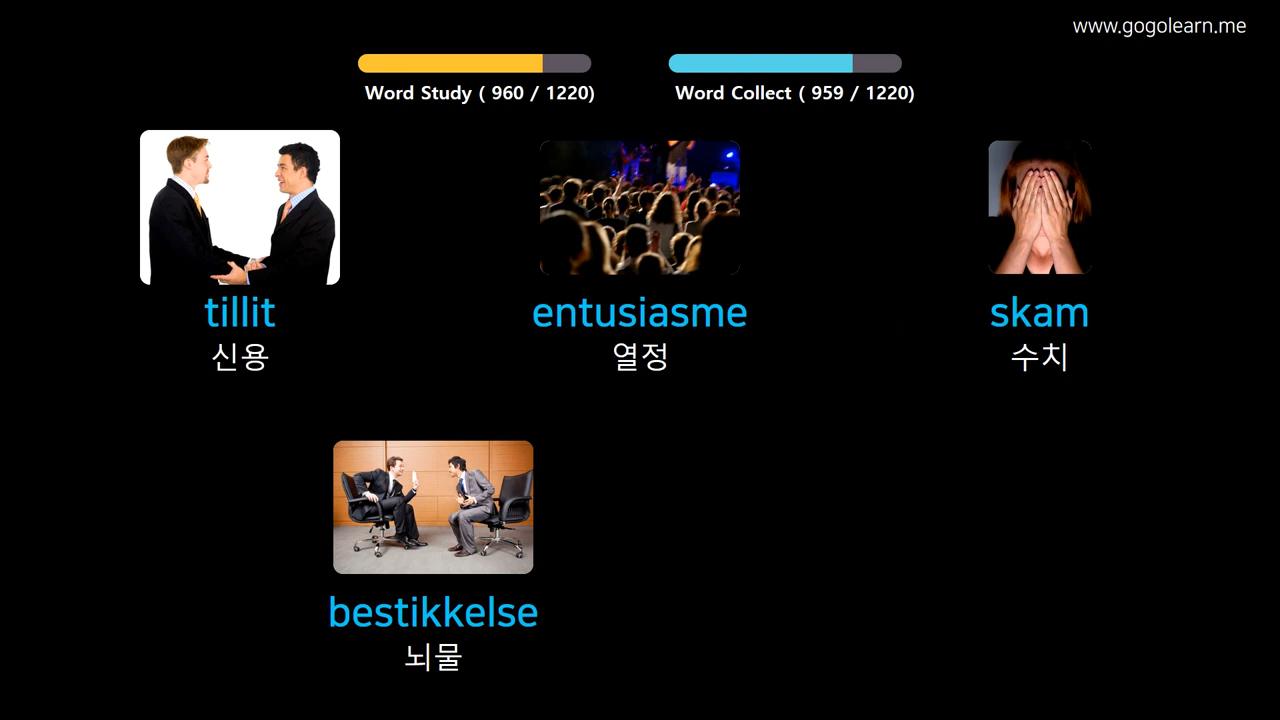 www.gogolearn.me
Word Study ( 960 / 1220)
Word Collect ( 959 / 1220)
tillit
신용
entusiasme
열정
skam
수치
bestikkelse
뇌물